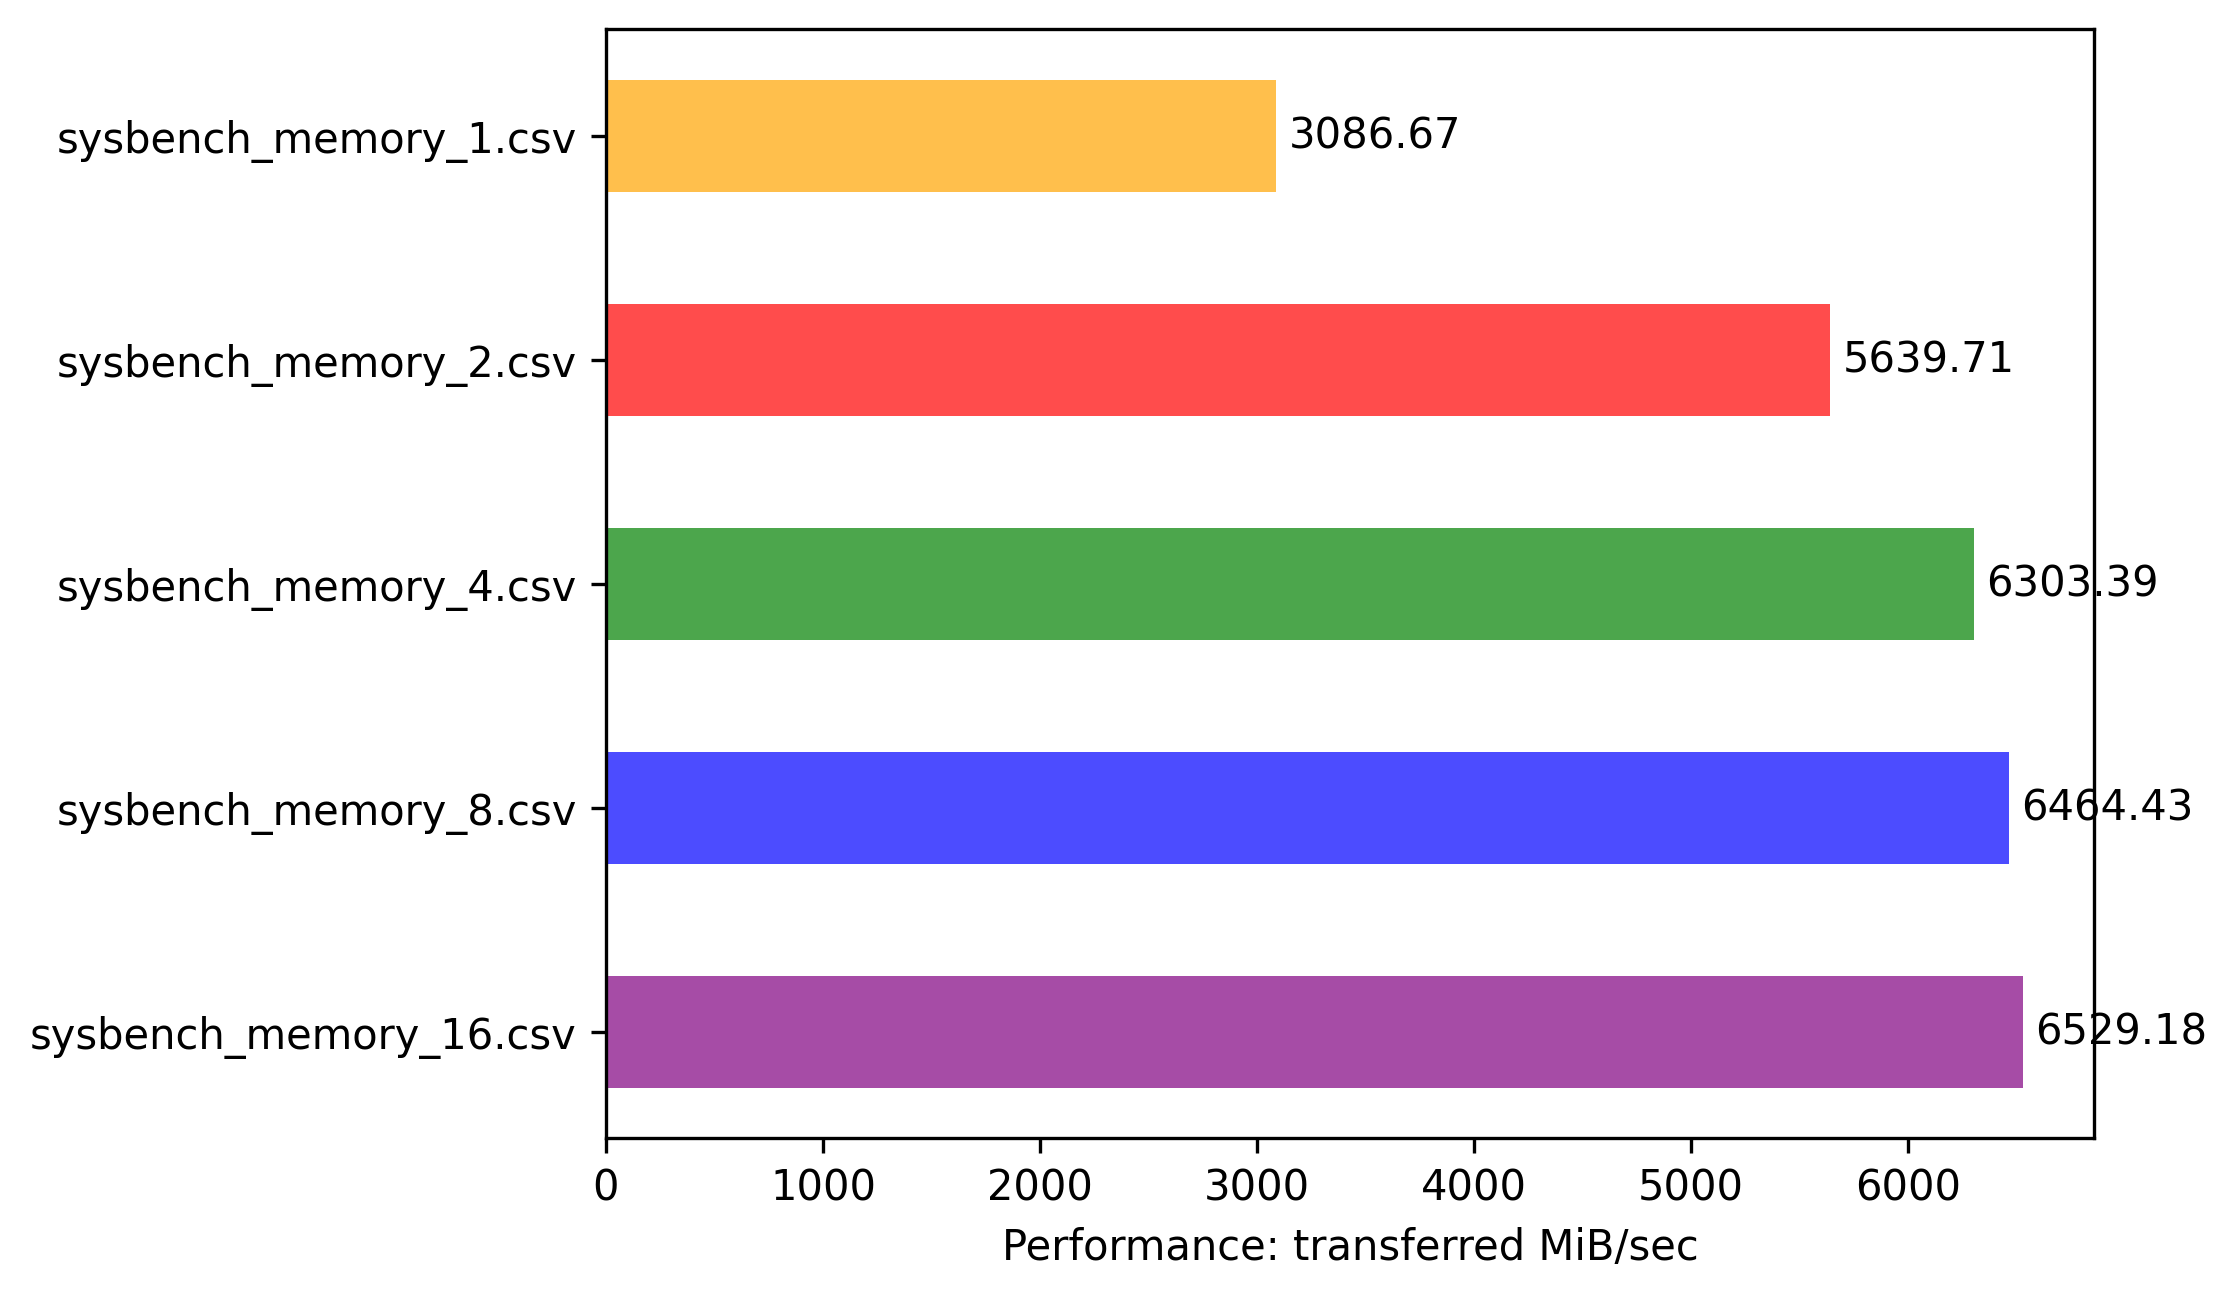 sysbench_memory_1.csv 3086.67
sysbench_memory_2.csv 5639.71
sysbench_memory_4.csv 6303.39
sysbench_memory_8.csv 6464.43
sysbench_memory_16.csv 6529.18
0 1000 2000 3000 4000 5000 6000
Performance: transferred MiB/sec